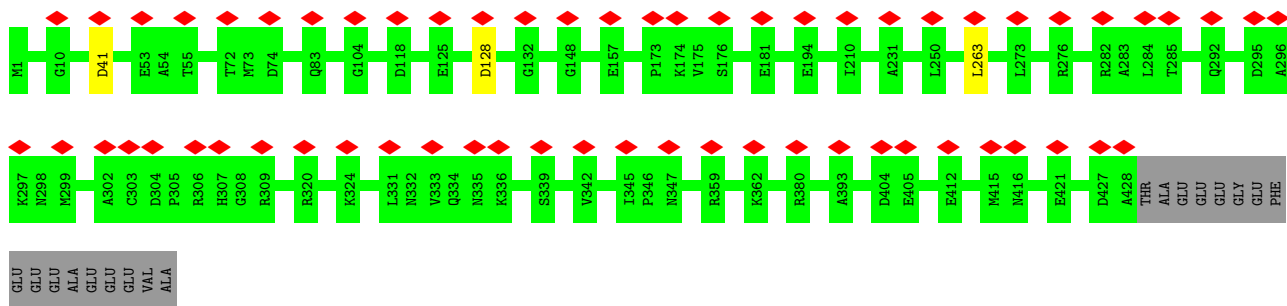 M1 G10 D41 E53 A54 T55 T72 M73 D74 Q83 G104 D118 E125 D128 G132 G148 E157 P173 K174 V175 S176 E181 E194 I210 A231 L250 L263 L273 R276 R282 A283 L284 T285 Q292 D295 A296
K297 N298 M299 A302 C303 D304 P305 R306 H307 G308 R309 R320 K324 L331 N332 V333 Q334 N335 K336 S339 V342 I345 P346 N347 R359 K362 R380 A393 D404 E405 E412 M415 N416 E421 D427 A428 THR ALA GLU GLU GLU GLY GLU PHE
GLU GLU GLU ALA GLU GLU GLU VAL ALA